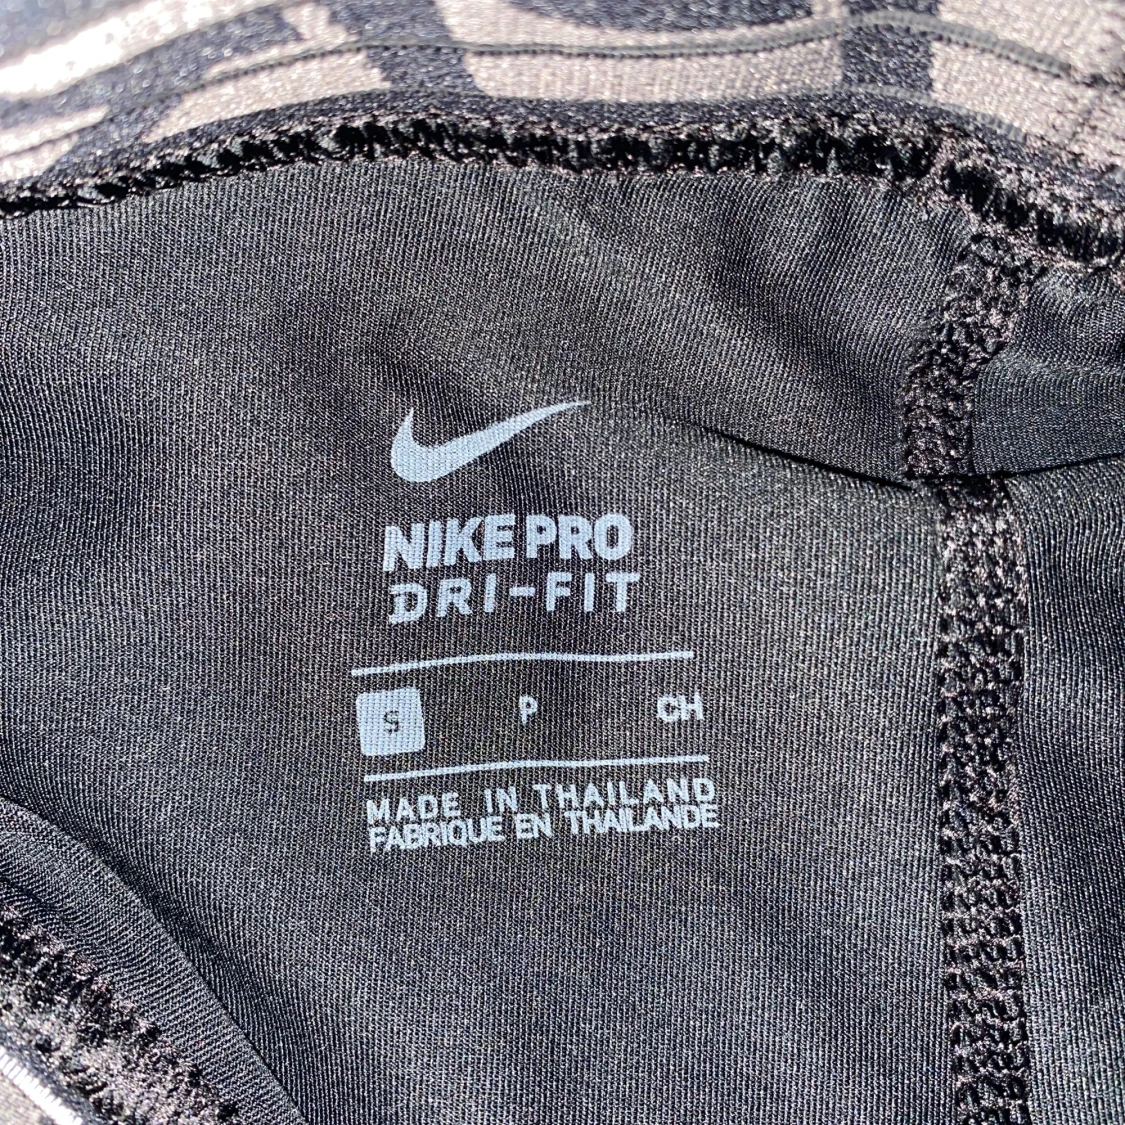 NIKE PRO
DRI-FIT
S P CH
MADE IN THAILAND
FABRIQUE EN THAILANDE